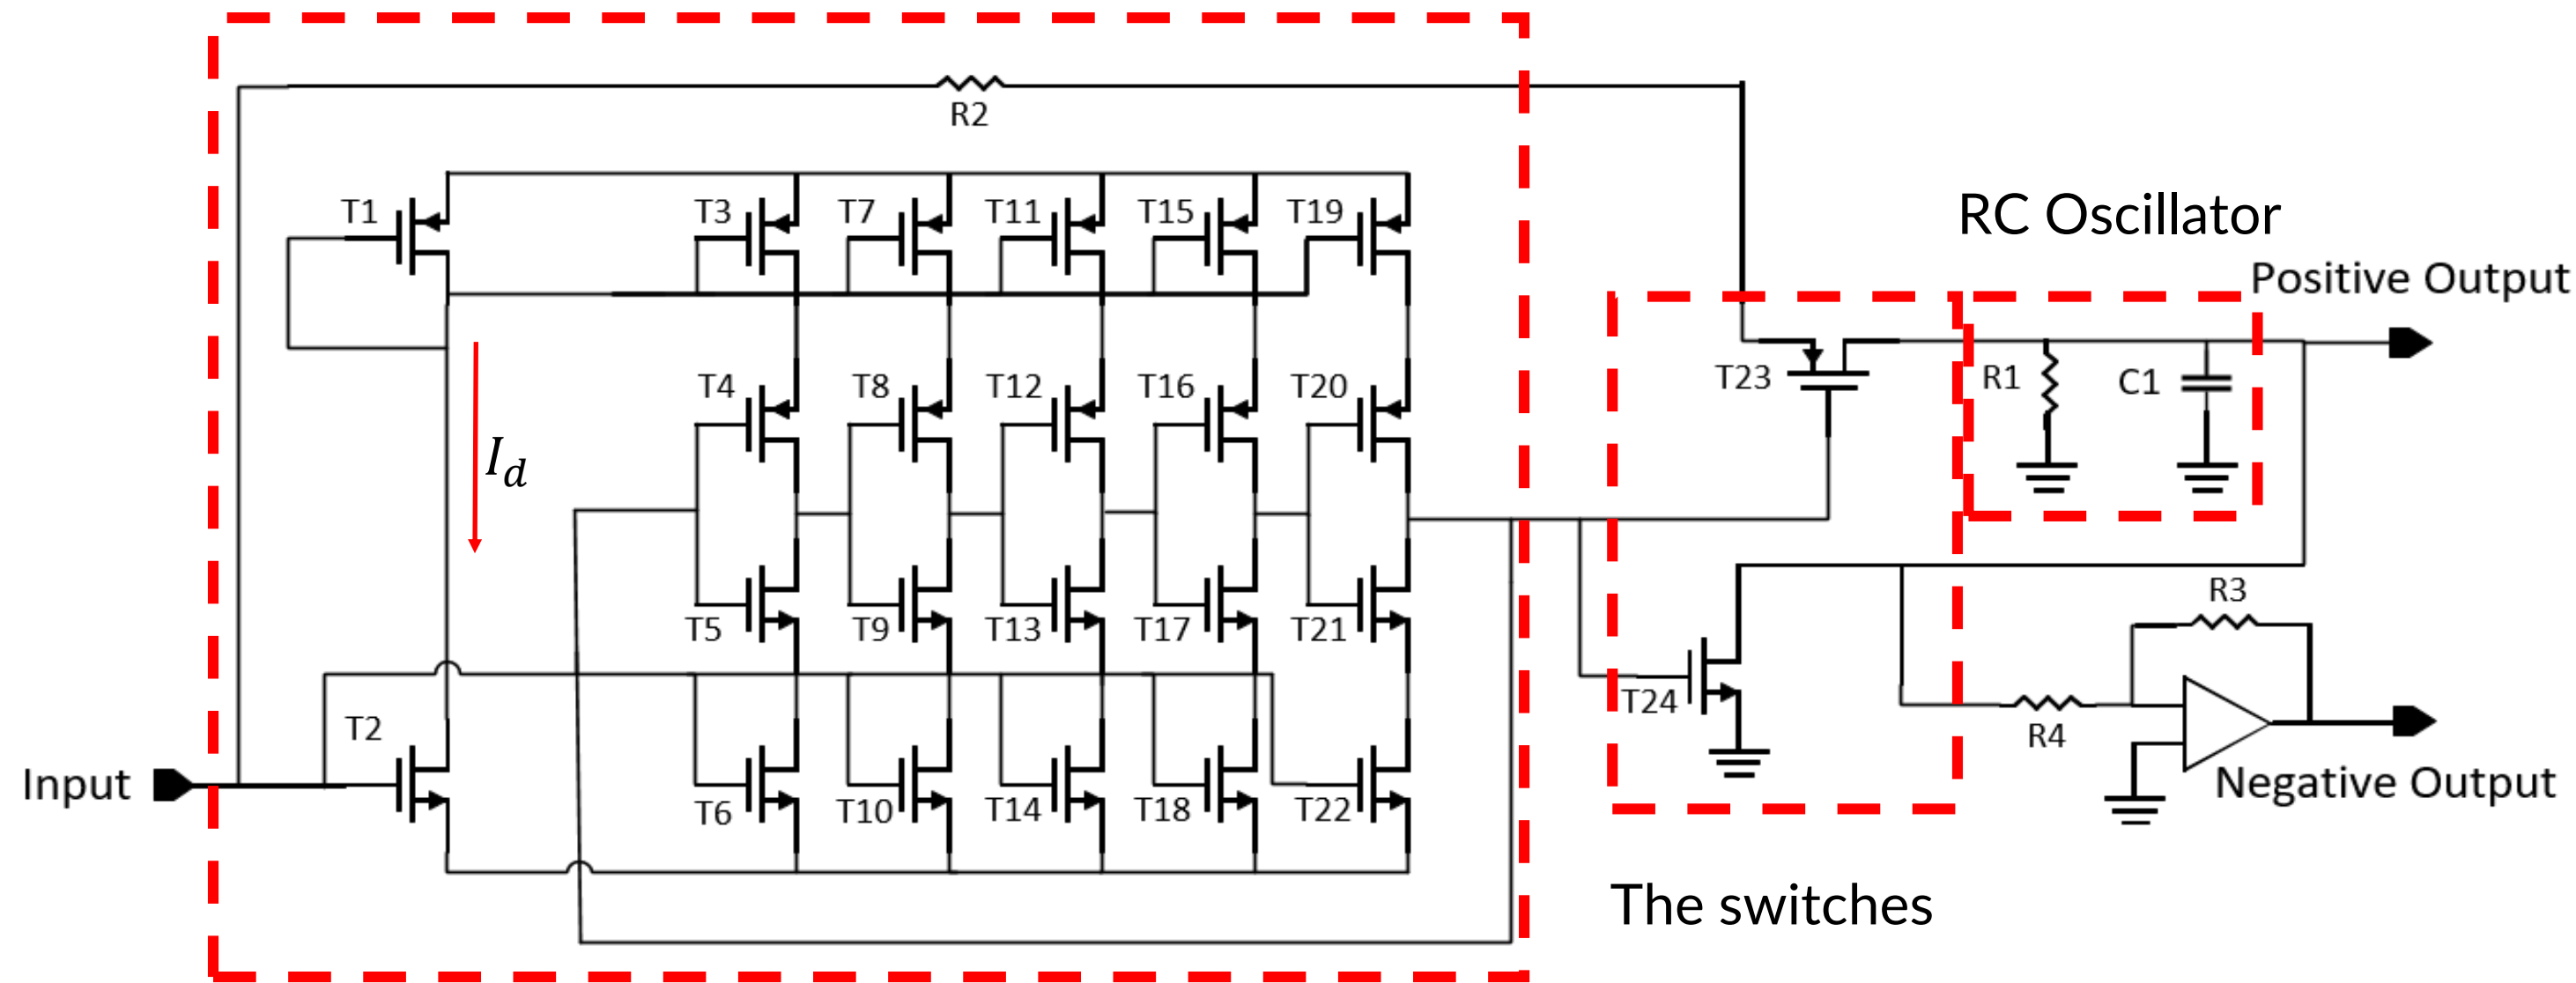 R2
T1
T3
T7
T11
T15
T19
RC Oscillator
Positive Output
T4
T8
T12
T16
T20
T23
R1
C1
I_d
T5
T9
T13
T17
T21
R3
T24
T2
R4
Input
T6
T10
T14
T18
T22
Negative Output
The switches